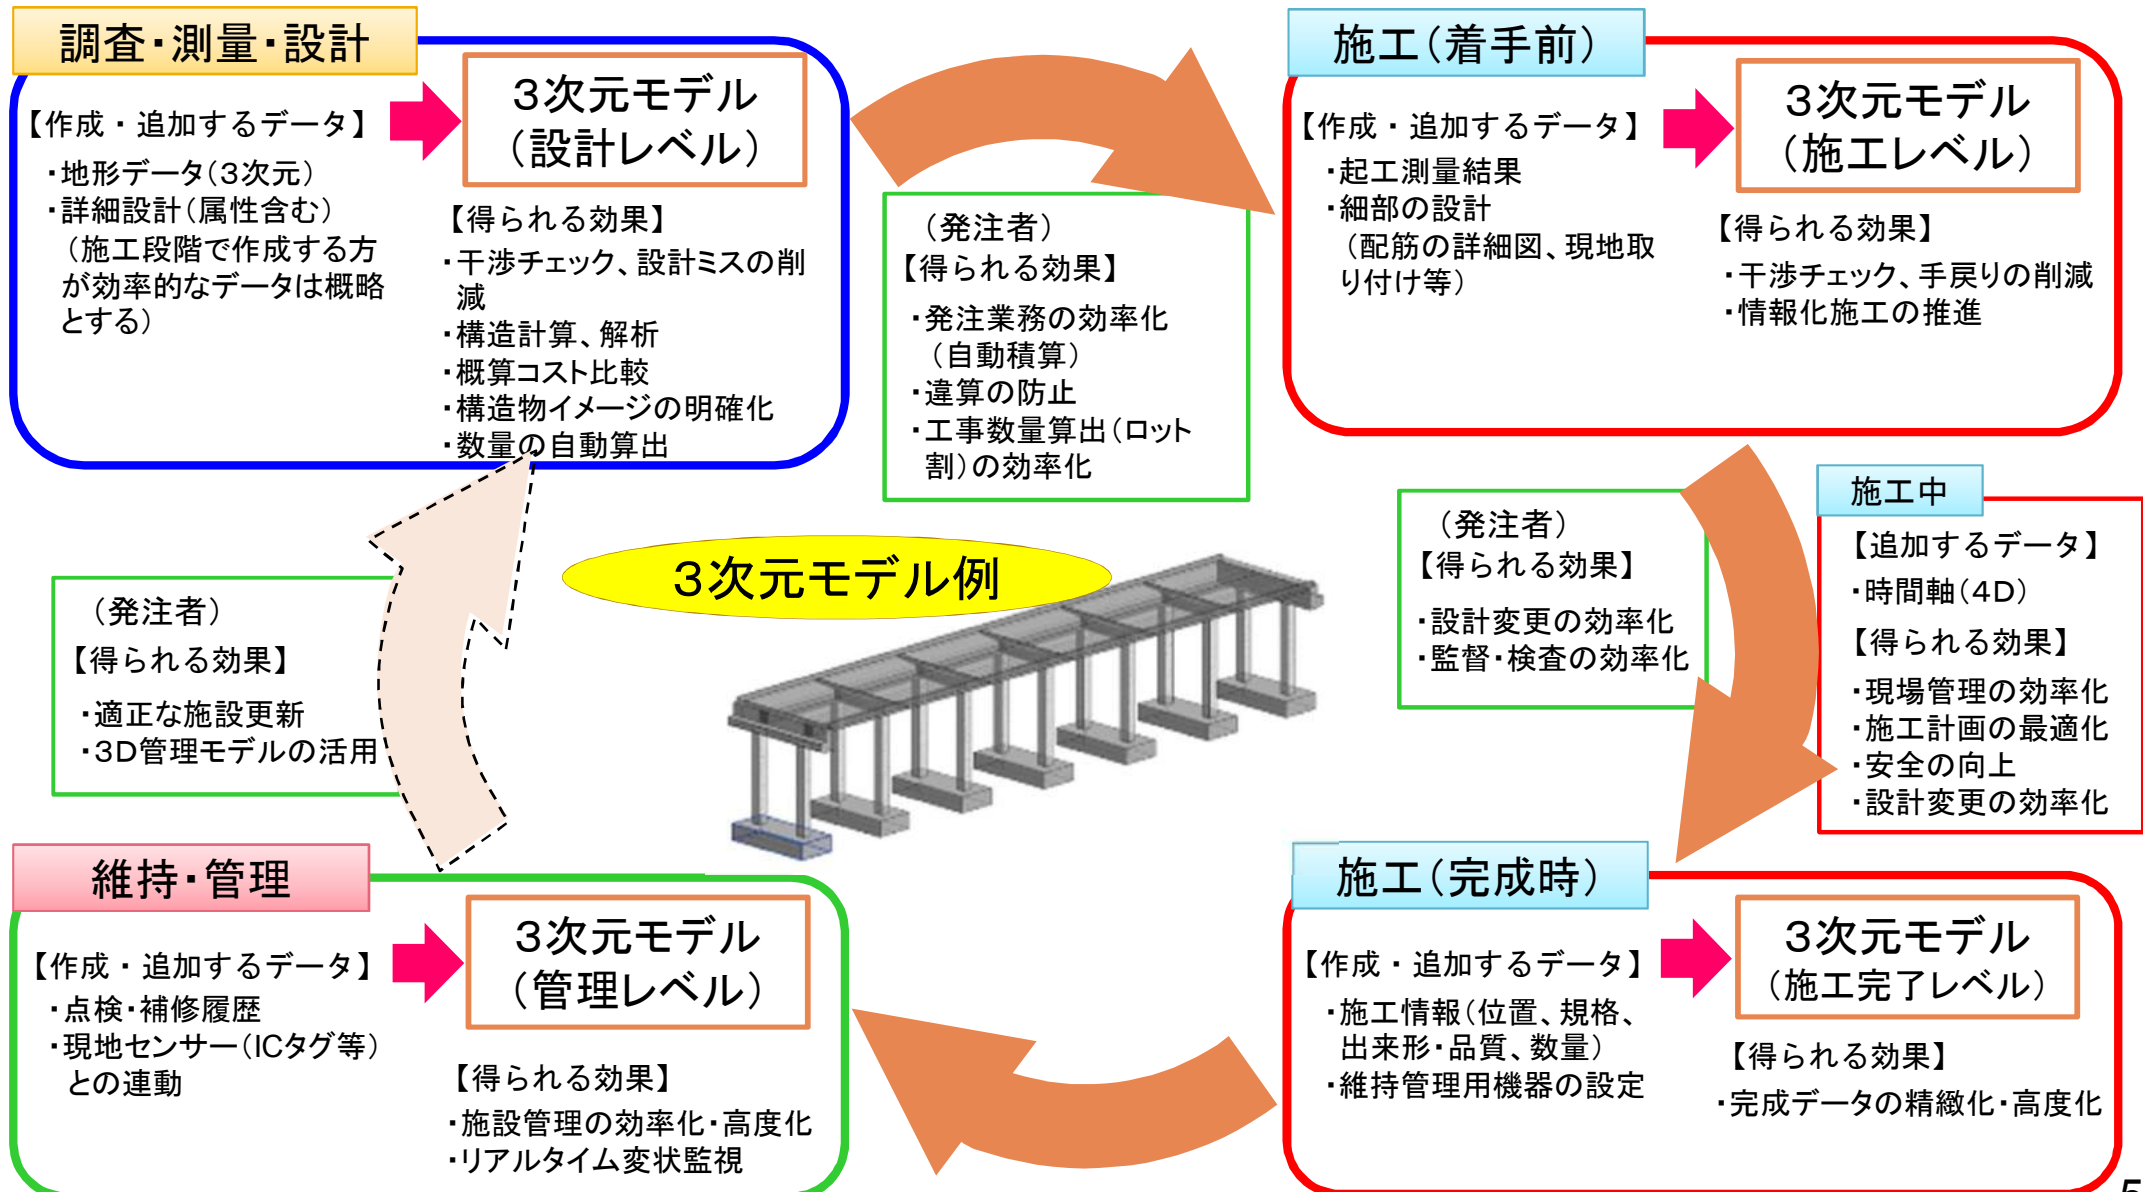 調査・測量・設計
【作成・追加するデータ】
・地形データ（３次元）
・詳細設計（属性含む）
（施工段階で作成する方
が効率的なデータは概略
とする）
３次元モデル
（設計レベル）
【得られる効果】
・干渉チェック、設計ミスの削
減
・構造計算、解析
・概算コスト比較
・構造物イメージの明確化
・数量の自動算出
（発注者）
【得られる効果】
・発注業務の効率化
（自動積算）
・違算の防止
・工事数量算出（ロット
割）の効率化
施工（着手前）
【作成・追加するデータ】
・起工測量結果
・細部の設計
（配筋の詳細図、現地取
り付け等）
３次元モデル
（施工レベル）
【得られる効果】
・干渉チェック、手戻りの削減
・情報化施工の推進
（発注者）
【得られる効果】
・設計変更の効率化
・監督・検査の効率化
施工中
【追加するデータ】
・時間軸（４Ｄ）
【得られる効果】
・現場管理の効率化
・施工計画の最適化
・安全の向上
・設計変更の効率化
３次元モデル例
（発注者）
【得られる効果】
・適正な施設更新
・３Ｄ管理モデルの活用
維持・管理
【作成・追加するデータ】
・点検・補修履歴
・現地センサー（ICタグ等）
との連動
３次元モデル
（管理レベル）
【得られる効果】
・施設管理の効率化・高度化
・リアルタイム変状監視
施工（完成時）
【作成・追加するデータ】
・施工情報（位置、規格、
出来形・品質、数量）
・維持管理用機器の設定
３次元モデル
（施工完了レベル）
【得られる効果】
・完成データの精緻化・高度化
5